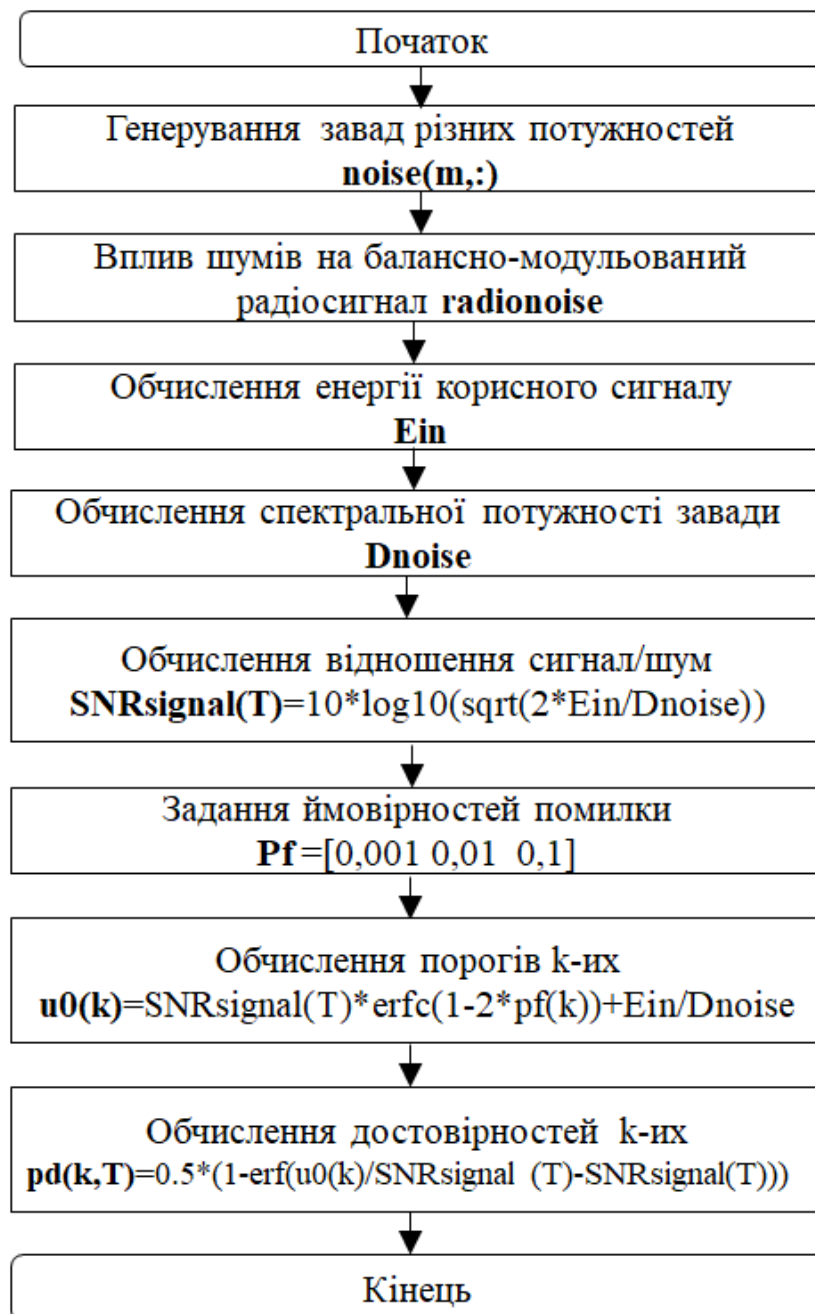 Початок
Генерування завад різних потужностей
noise(m,:)
Вплив шумів на балансно-модульований
радіосигнал radionoise
Обчислення енергії корисного сигналу
Ein
Обчислення спектральної потужності завади
Dnoise
Обчислення відношення сигнал/шум
SNRsignal(T)=10*log10(sqrt(2*Ein/Dnoise))
Задання ймовірностей помилки
Pf=[0,001 0,01 0,1]
Обчислення порогів k-их
u0(k)=SNRsignal(T)*erfc(1-2*pf(k))+Ein/Dnoise
Обчислення достовірностей k-их
pd(k,T)=0.5*(1-erf(u0(k)/SNRsignal (T)-SNRsignal(T)))
Кінець